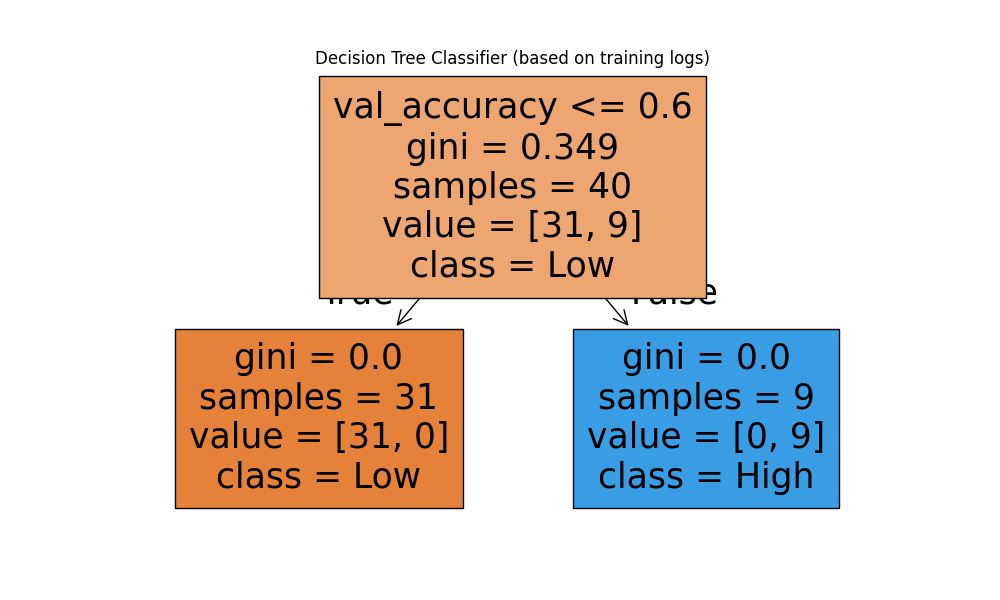 Decision Tree Classifier (based on training logs)
val_accuracy <= 0.6
gini = 0.349
samples = 40
value = [31, 9]
class = Low
True False
gini = 0.0
samples = 31
value = [31, 0]
class = Low
gini = 0.0
samples = 9
value = [0, 9]
class = High